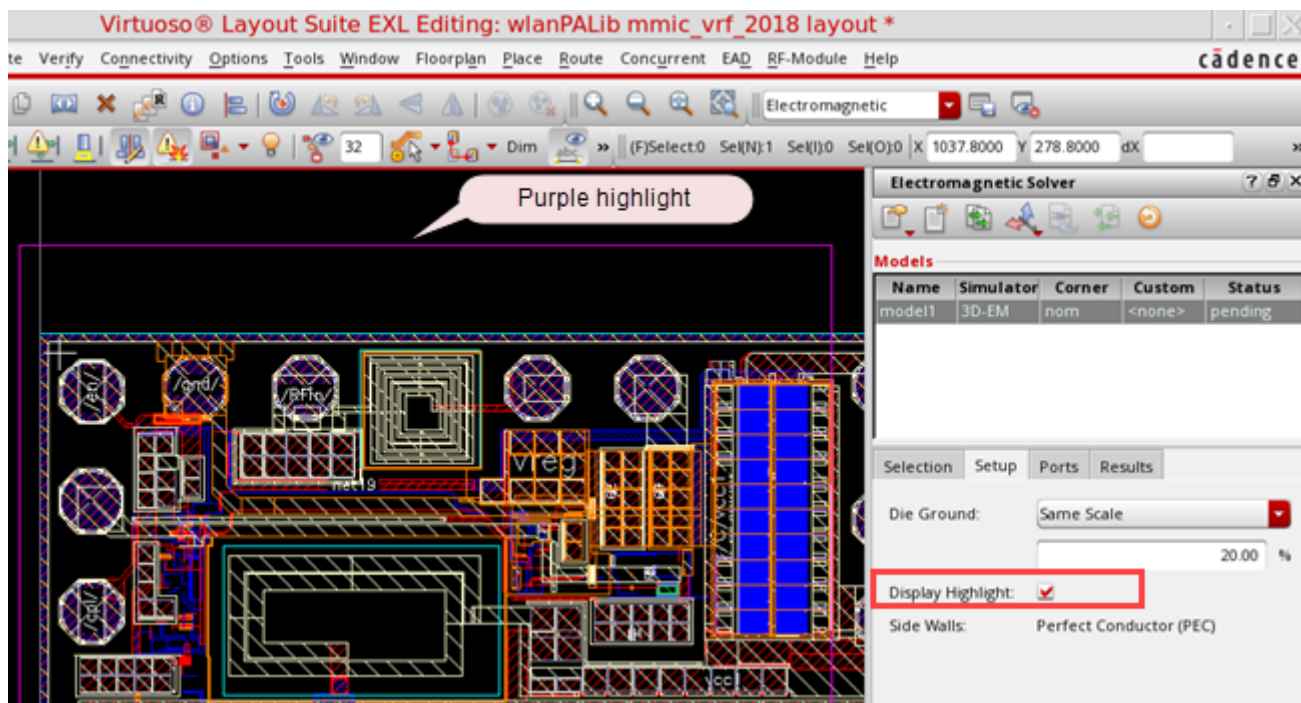 Virtuoso® Layout Suite EXL Editing: wlanPALib mmic_vrf_2018 layout *
te Verify Connectivity Options Tools Window Floorplan Place Route Concurrent EAD RF-Module Help cādence
Electromagnetic
32 Dim abc » (F)Select:0 Sel(N):1 Sel(I):0 Sel(O):0 X 1037.8000 Y 278.8000 dX »
Purple highlight
Electromagnetic Solver
Models
Name Simulator Corner Custom Status
model1 3D-EM nom <none> pending
/en/
/gnd/
/RFin/
vreg
net19
Selection Setup Ports Results
Die Ground: Same Scale
20.00 %
Display Highlight:
Side Walls: Perfect Conductor (PEC)